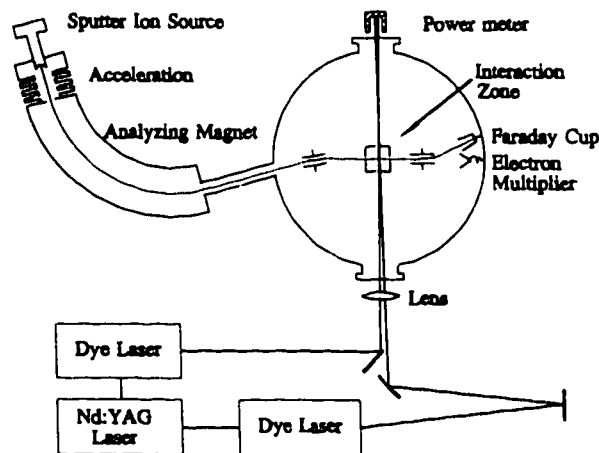 Sputter Ion Source
Power meter
Acceleration
Interaction
Zone
Analyzing Magnet
Faraday Cup
Electron
Multiplier
Lens
Dye Laser
Nd:YAG
Laser
Dye Laser